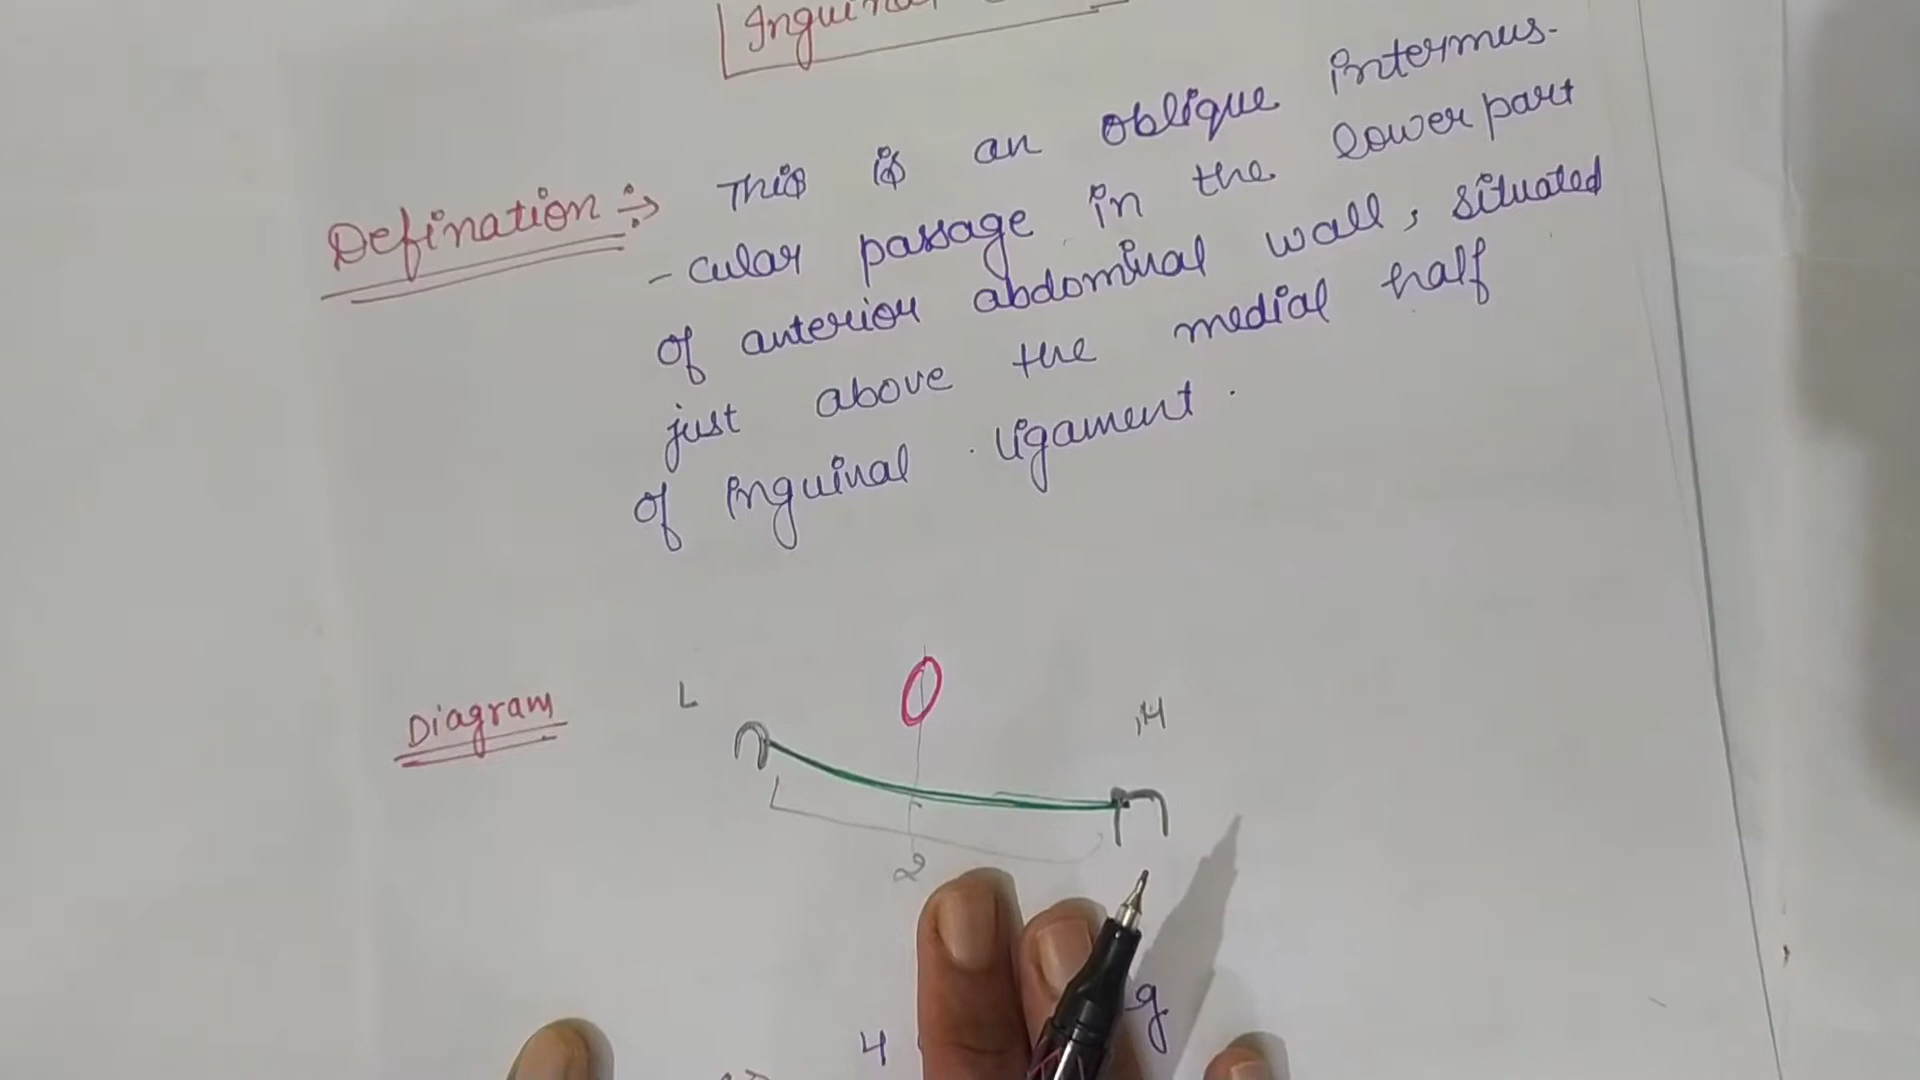 Defination :→ This is an oblique intermus-
-cular passage in the lower part
of anterior abdominal wall, situated
just above the medial half
of inguinal ligament.
Diagram
L
M
2
4
g